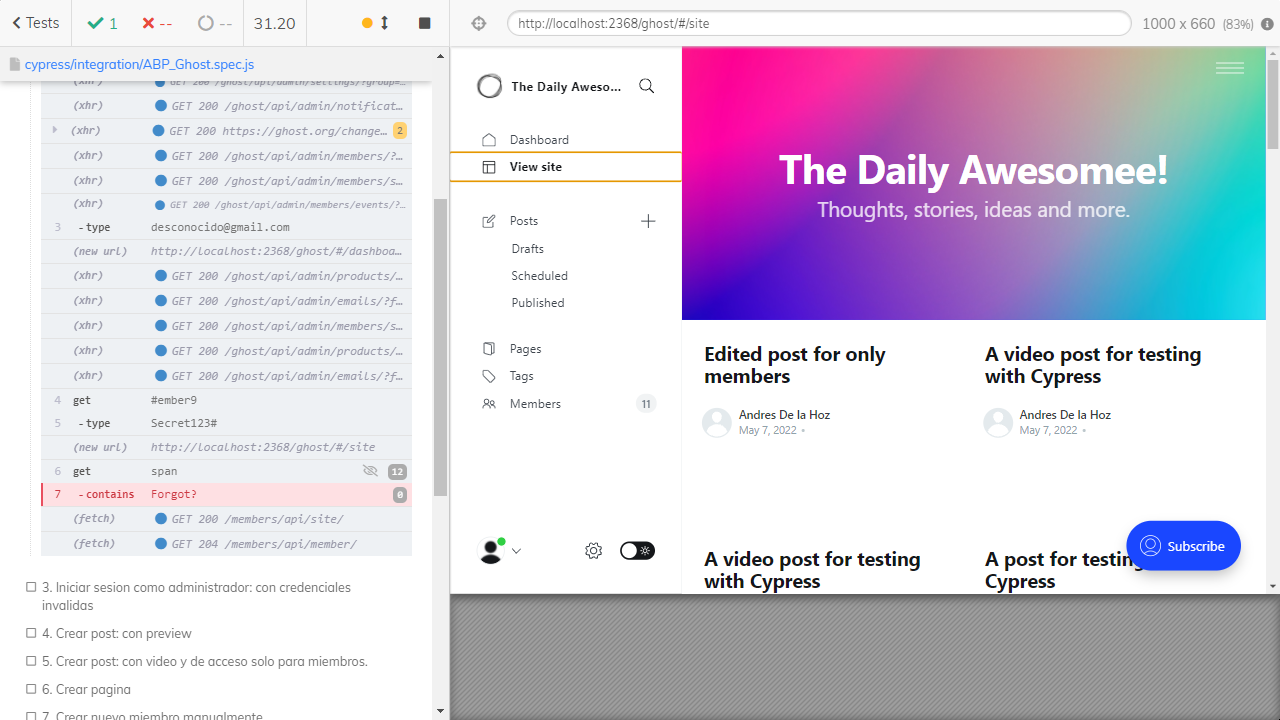 Tests
1
--
--
31.20
http://localhost:2368/ghost/#/site
1000 x 660 (83%)
cypress/integration/ABP_Ghost.spec.js
(xhr) GET 200 /ghost/api/admin/settings/?group=…
(xhr) GET 200 /ghost/api/admin/notificat…
(xhr) GET 200 https://ghost.org/change… 2
(xhr) GET 200 /ghost/api/admin/members/?…
(xhr) GET 200 /ghost/api/admin/members/s…
(xhr) GET 200 /ghost/api/admin/members/events/?…
3 -type desconocido@gmail.com
(new url) http://localhost:2368/ghost/#/dashboa…
(xhr) GET 200 /ghost/api/admin/products/…
(xhr) GET 200 /ghost/api/admin/emails/?f…
(xhr) GET 200 /ghost/api/admin/members/s…
(xhr) GET 200 /ghost/api/admin/products/…
(xhr) GET 200 /ghost/api/admin/emails/?f…
4 get #ember9
5 -type Secret123#
(new url) http://localhost:2368/ghost/#/site
6 get span 12
7 -contains Forgot? 0
(fetch) GET 200 /members/api/site/
(fetch) GET 204 /members/api/member/
3. Iniciar sesion como administrador: con credenciales
invalidas
4. Crear post: con preview
5. Crear post: con video y de acceso solo para miembros.
6. Crear pagina
7. Crear nuevo miembro manualmente
The Daily Aweso...
Dashboard
View site
Posts
Drafts
Scheduled
Published
Pages
Tags
Members 11
The Daily Awesomee!
Thoughts, stories, ideas and more.
Edited post for only
members
Andres De la Hoz
May 7, 2022 •
A video post for testing
with Cypress
Andres De la Hoz
May 7, 2022 •
A video post for testing
with Cypress
A post for testing
Cypress
Subscribe